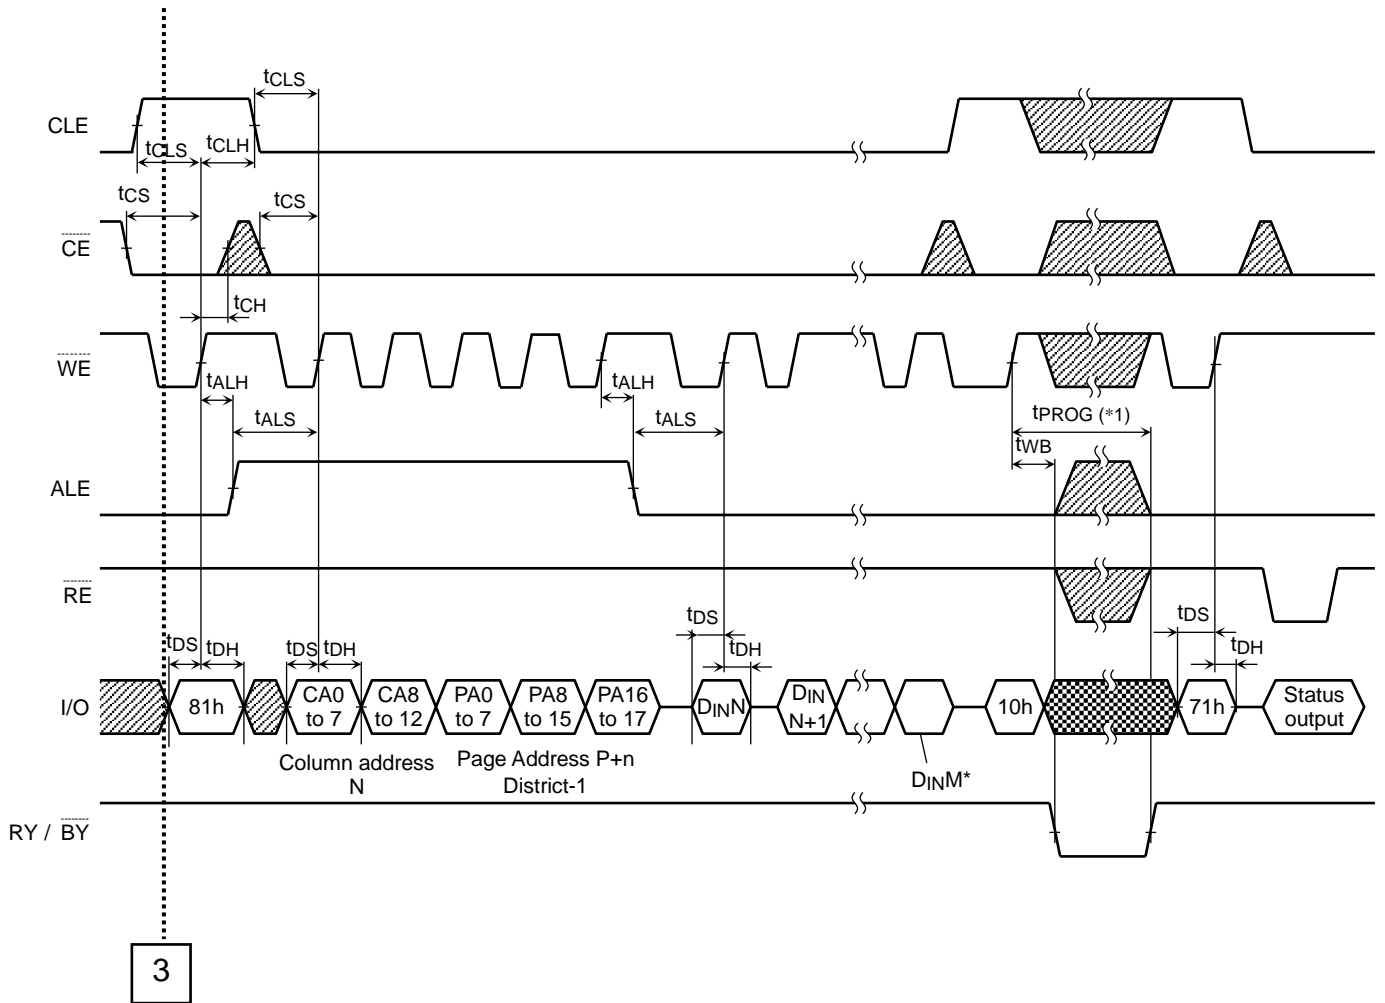 tCLS
CLE
tCLS tCLH
tCS tCS
CE
tCH
WE
tALH tALH
tPROG (*1)
tALS tALS
tWB
ALE
RE
tDS tDH tDS tDH tDS tDH tDS tDH
I/O
81h
CA0 to 7
CA8 to 12
PA0 to 7
PA8 to 15
PA16 to 17
DINN
DIN N+1
10h
71h
Status output
Column address N
Page Address P+n District-1
DINM*
RY / BY
3